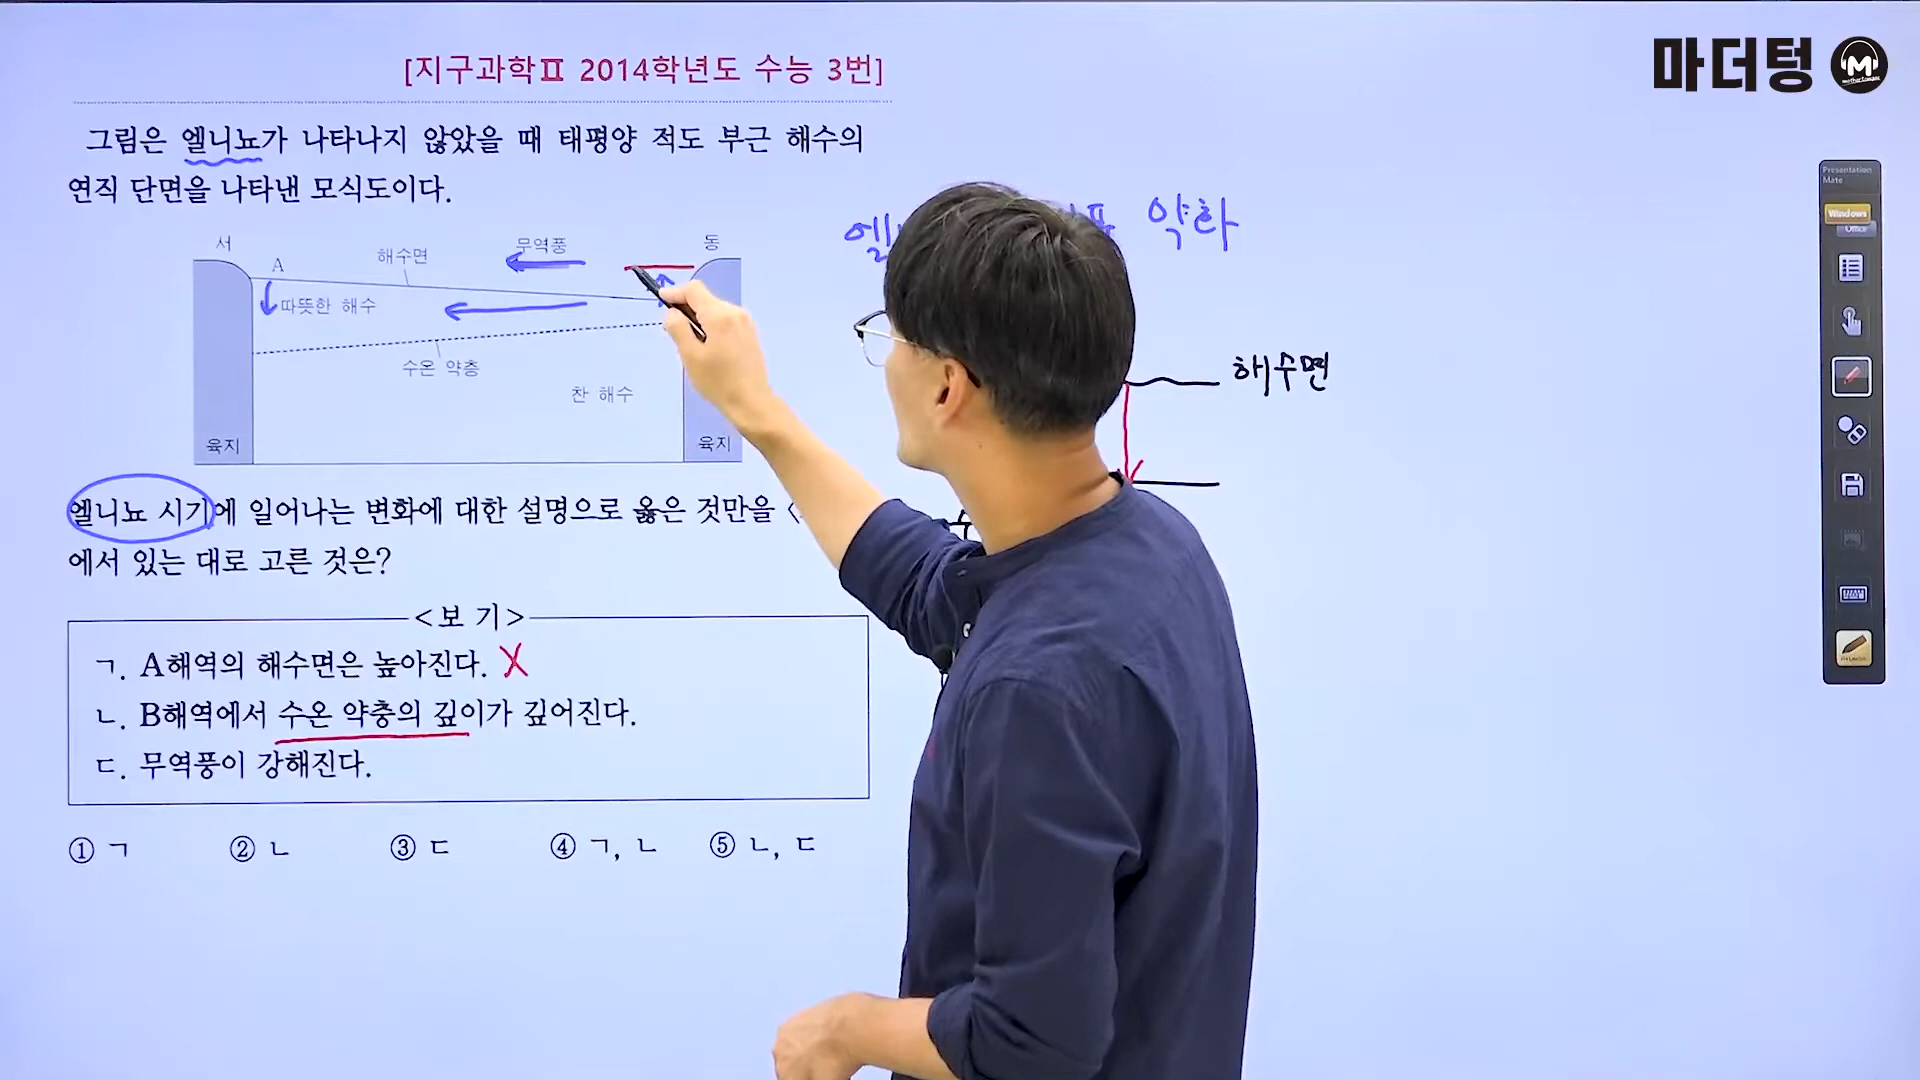 마더텅
[지구과학Ⅱ 2014학년도 수능 3번]
그림은 엘니뇨가 나타나지 않았을 때 태평양 적도 부근 해수의
연직 단면을 나타낸 모식도이다.
서
A
해수면
무역풍
동
따뜻한 해수
수온 약층
찬 해수
육지
육지
약화
해수면
엘니뇨 시기에 일어나는 변화에 대한 설명으로 옳은 것만을
에서 있는 대로 고른 것은?
<보 기>
ㄱ. A해역의 해수면은 높아진다. X
ㄴ. B해역에서 수온 약층의 깊이가 깊어진다.
ㄷ. 무역풍이 강해진다.
① ㄱ ② ㄴ ③ ㄷ ④ ㄱ, ㄴ ⑤ ㄴ, ㄷ
Presentation
Mate
Windows
Office